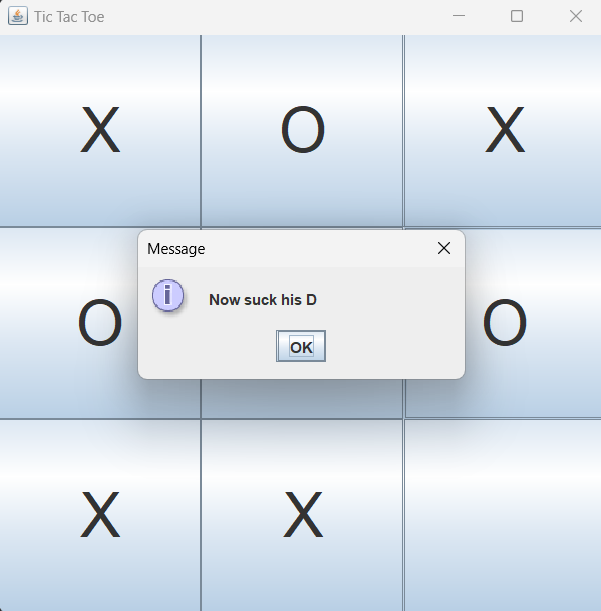 Tic Tac Toe
X O X
Message
Now suck his D
O O
OK
X X